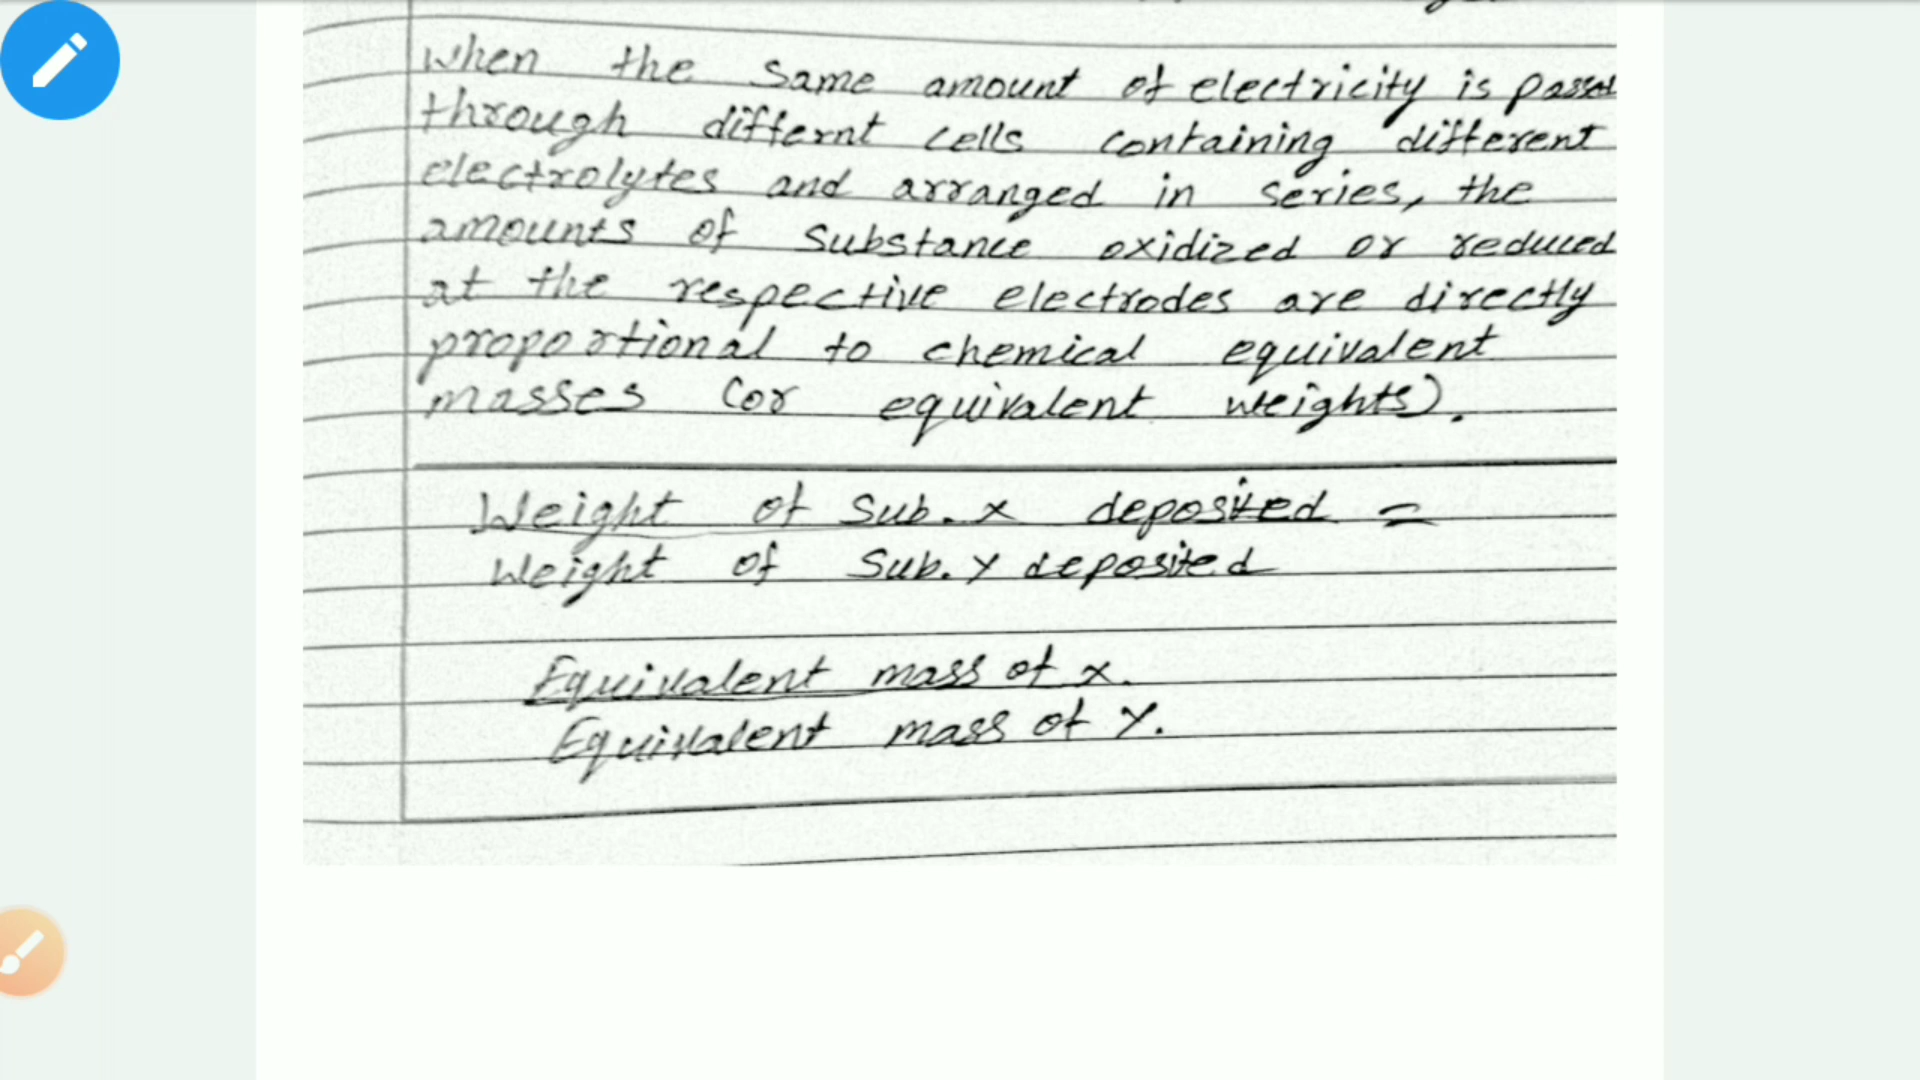 when the same amount of electricity is passed
through differnt cells containing different
electrolytes and arranged in series, the
amounts of substance oxidized or reduced
at the respective electrodes are directly
proportional to chemical equivalent
masses (or equivalent weights).
Weight of Sub. x deposited =
Weight of Sub. y deposited
Equivalent mass of x.
Equivalent mass of y.